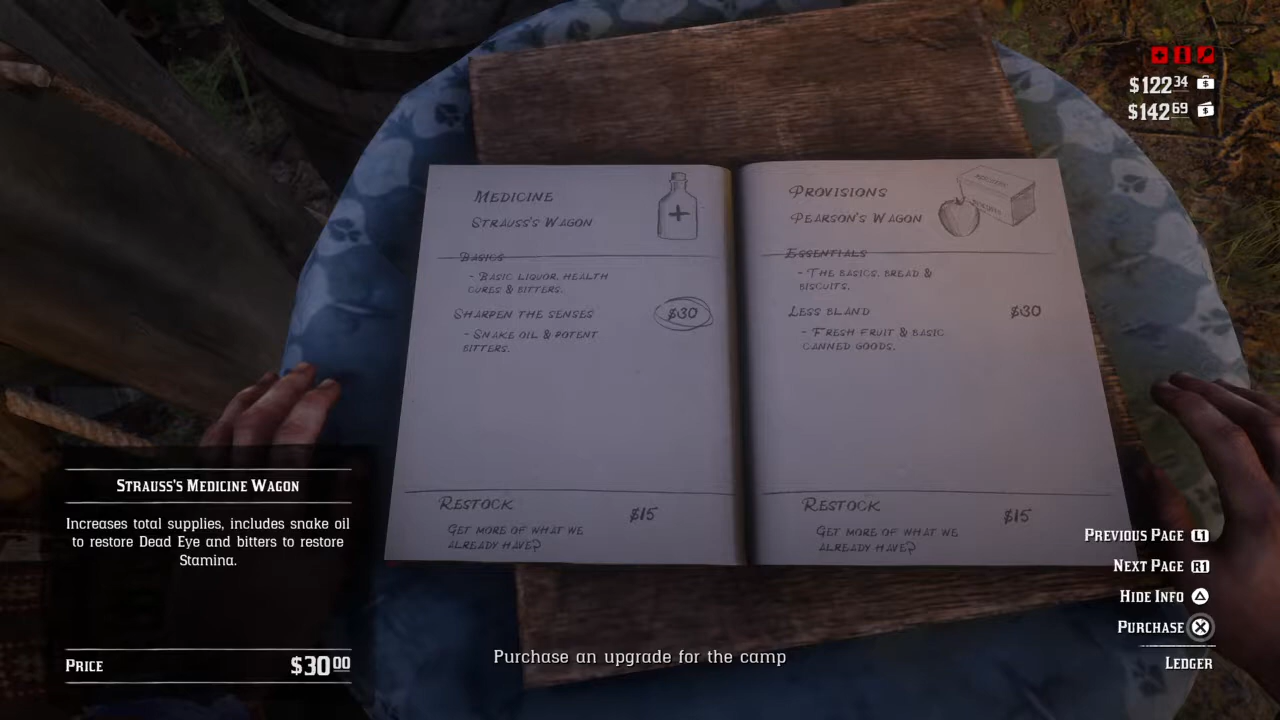 $122 34
$142 69
Medicine
Strauss's Wagon
Basics
- Basic liquor, health
cures & bitters.
Sharpen the senses $30
- Snake oil & potent
bitters.
Restock $15
Get more of what we
already have?
Provisions
Pearson's Wagon
Essentials
- The basics. Bread &
biscuits.
Less bland $30
- Fresh fruit & basic
canned goods.
Restock $15
Get more of what we
already have?
Strauss's Medicine Wagon
Increases total supplies, includes snake oil
to restore Dead Eye and bitters to restore
Stamina.
Price $30 00
Purchase an upgrade for the camp
Previous Page L1
Next Page R1
Hide Info
Purchase
Ledger